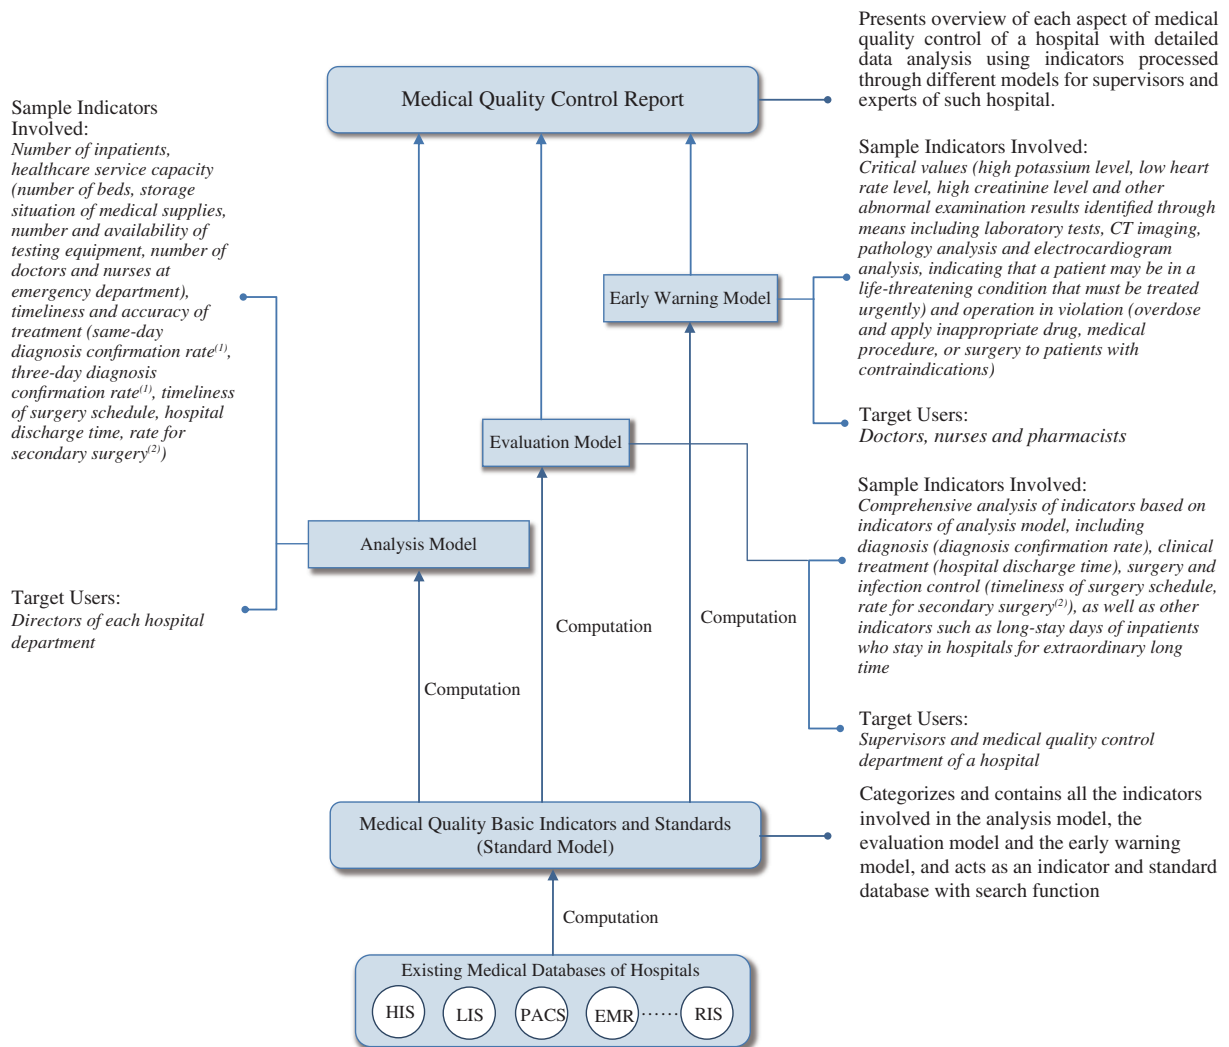 Presents overview of each aspect of medical
quality control of a hospital with detailed
data analysis using indicators processed
through different models for supervisors and
experts of such hospital.
Medical Quality Control Report
Sample Indicators
Involved:
Number of inpatients,
healthcare service capacity
(number of beds, storage
situation of medical supplies,
number and availability of
testing equipment, number of
doctors and nurses at
emergency department),
timeliness and accuracy of
treatment (same-day
diagnosis confirmation rate(1),
three-day diagnosis
confirmation rate(1), timeliness
of surgery schedule, hospital
discharge time, rate for
secondary surgery(2))
Target Users:
Directors of each hospital
department
Sample Indicators Involved:
Critical values (high potassium level, low heart
rate level, high creatinine level and other
abnormal examination results identified through
means including laboratory tests, CT imaging,
pathology analysis and electrocardiogram
analysis, indicating that a patient may be in a
life-threatening condition that must be treated
urgently) and operation in violation (overdose
and apply inappropriate drug, medical
procedure, or surgery to patients with
contraindications)
Target Users:
Doctors, nurses and pharmacists
Early Warning Model
Evaluation Model
Analysis Model
Sample Indicators Involved:
Comprehensive analysis of indicators based on
indicators of analysis model, including
diagnosis (diagnosis confirmation rate), clinical
treatment (hospital discharge time), surgery and
infection control (timeliness of surgery schedule,
rate for secondary surgery(2)), as well as other
indicators such as long-stay days of inpatients
who stay in hospitals for extraordinary long
time
Target Users:
Supervisors and medical quality control
department of a hospital
Computation
Computation
Computation
Medical Quality Basic Indicators and Standards
(Standard Model)
Categorizes and contains all the indicators
involved in the analysis model, the
evaluation model and the early warning
model, and acts as an indicator and standard
database with search function
Computation
Existing Medical Databases of Hospitals
HIS LIS PACS EMR ...... RIS